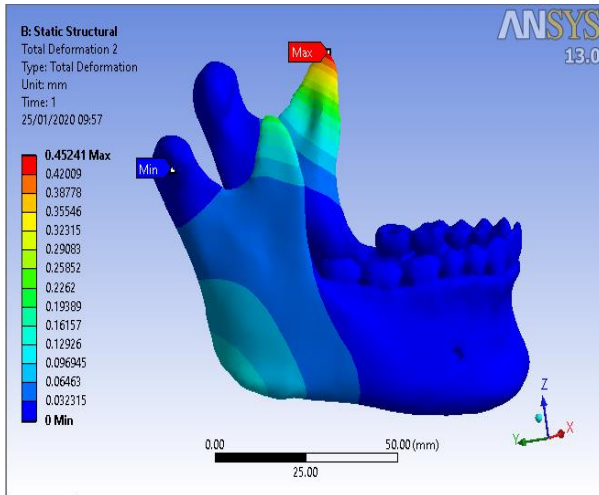 B: Static Structural
Total Deformation 2
Type: Total Deformation
Unit: mm
Time: 1
25/01/2020 09:57
ANSYS
13.0
Max
Min
0.45241 Max
0.42009
0.38778
0.35546
0.32315
0.29083
0.25852
0.2262
0.19389
0.16157
0.12926
0.096945
0.06463
0.032315
0 Min
Z
Y
X
0.00
50.00 (mm)
25.00